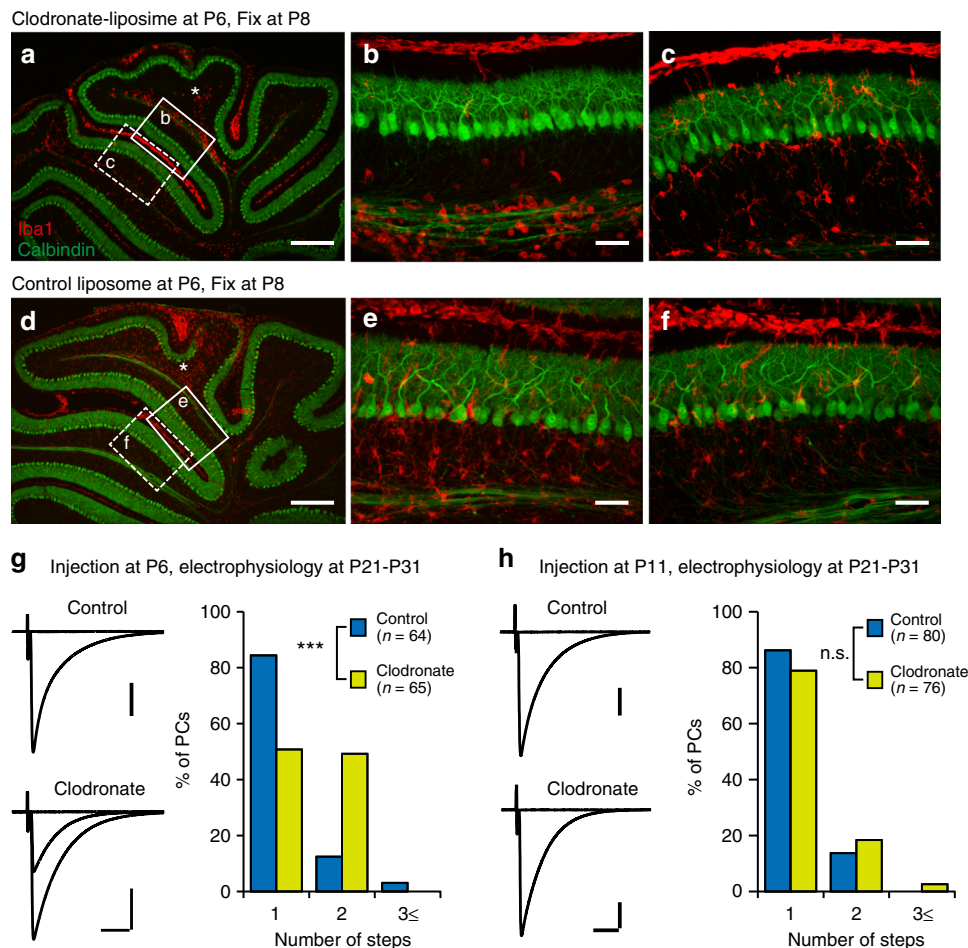 Clodronate-liposime at P6, Fix at P8
a
*
b
c
Iba1
Calbindin
b
c
Control liposome at P6, Fix at P8
d
*
e
f
e
f
g Injection at P6, electrophysiology at P21-P31
Control
Clodronate
% of PCs
100
80
60
40
20
0
1 2 3≤
Number of steps
***
Control
(n = 64)
Clodronate
(n = 65)
h Injection at P11, electrophysiology at P21-P31
Control
Clodronate
% of PCs
100
80
60
40
20
0
1 2 3≤
Number of steps
n.s.
Control
(n = 80)
Clodronate
(n = 76)